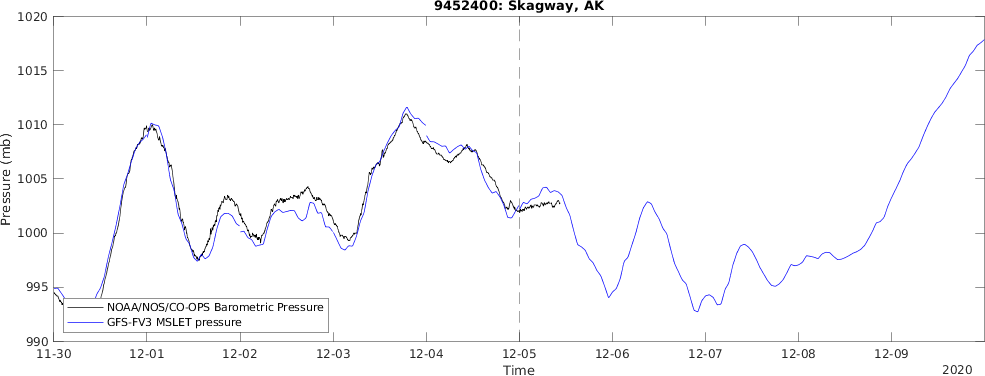 9452400: Skagway, AK
Pressure (mb)
1020
1015
1010
1005
1000
995
990
NOAA/NOS/CO-OPS Barometric Pressure
GFS-FV3 MSLET pressure
11-30 12-01 12-02 12-03 12-04 12-05 12-06 12-07 12-08 12-09
Time
2020